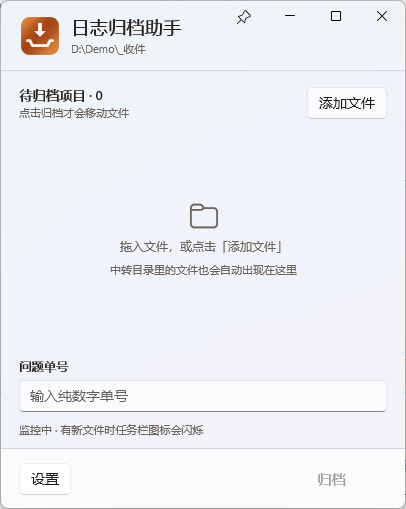 日志归档助手
D:\Demo\_收件
待归档项目 · 0
点击归档才会移动文件
添加文件
拖入文件，或点击「添加文件」
中转目录里的文件也会自动出现在这里
问题单号
输入纯数字单号
监控中 · 有新文件时任务栏图标会闪烁
设置
归档